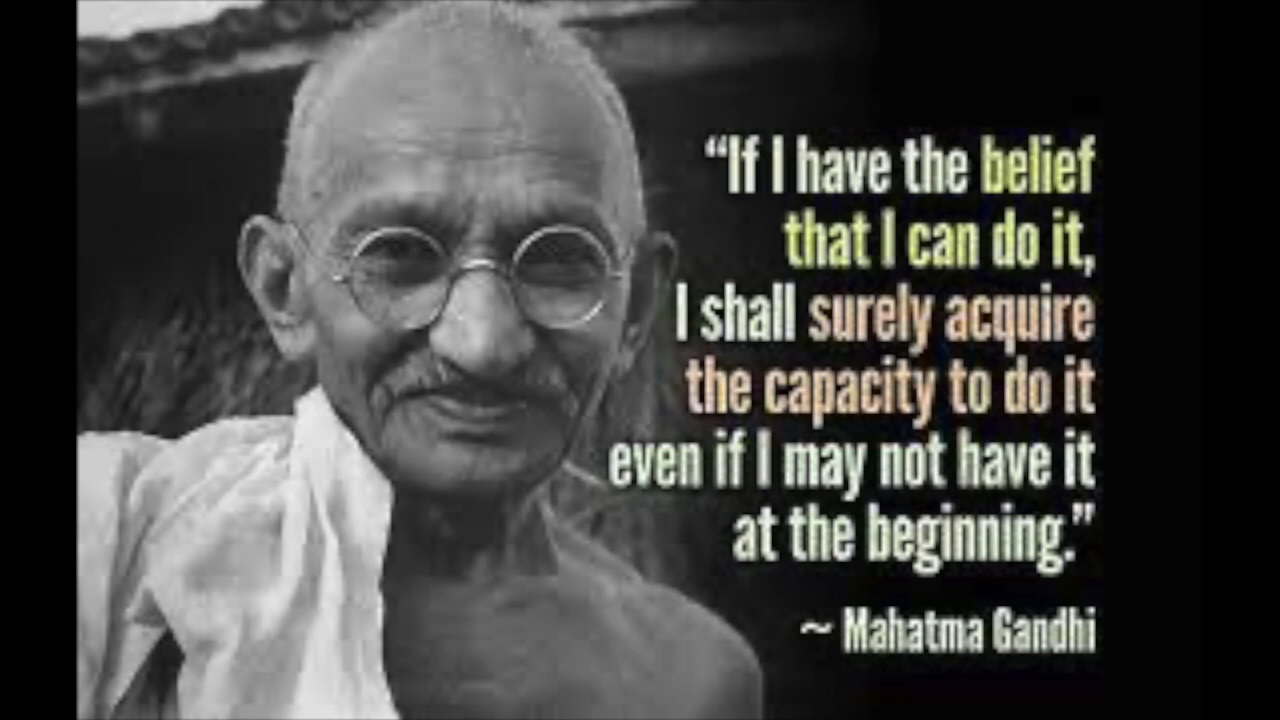 “If I have the belief
that I can do it,
I shall surely acquire
the capacity to do it
even if I may not have it
at the beginning.”
~ Mahatma Gandhi